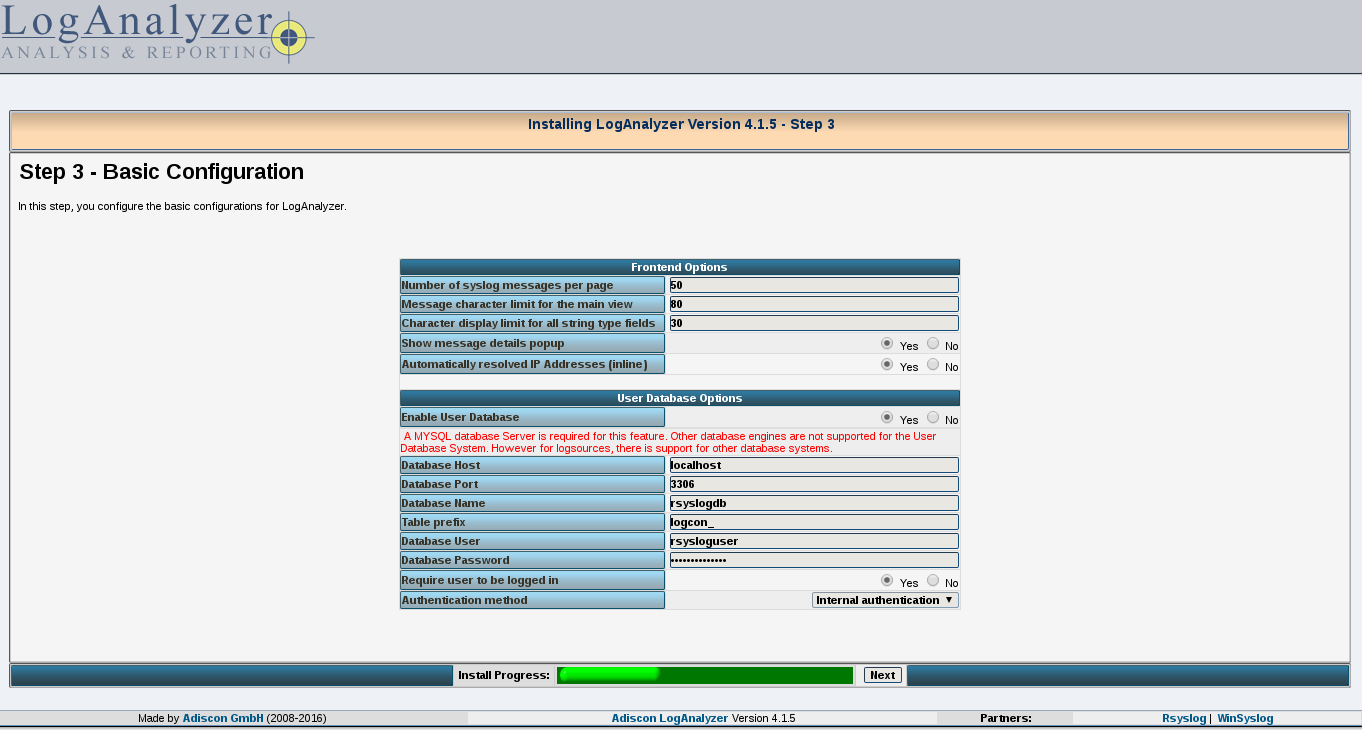 LogAnalyzer
ANALYSIS & REPORTING
Installing LogAnalyzer Version 4.1.5 - Step 3
Step 3 - Basic Configuration
In this step, you configure the basic configurations for LogAnalyzer.
Frontend Options
Number of syslog messages per page 50
Message character limit for the main view 80
Character display limit for all string type fields 30
Show message details popup Yes No
Automatically resolved IP Addresses (inline) Yes No
User Database Options
Enable User Database Yes No
A MYSQL database Server is required for this feature. Other database engines are not supported for the User
Database System. However for logsources, there is support for other database systems.
Database Host localhost
Database Port 3306
Database Name rsyslogdb
Table prefix logcon_
Database User rsysloguser
Database Password •••••••••••••
Require user to be logged in Yes No
Authentication method Internal authentication
Install Progress: Next
Made by Adiscon GmbH (2008-2016) Adiscon LogAnalyzer Version 4.1.5 Partners: Rsyslog | WinSyslog